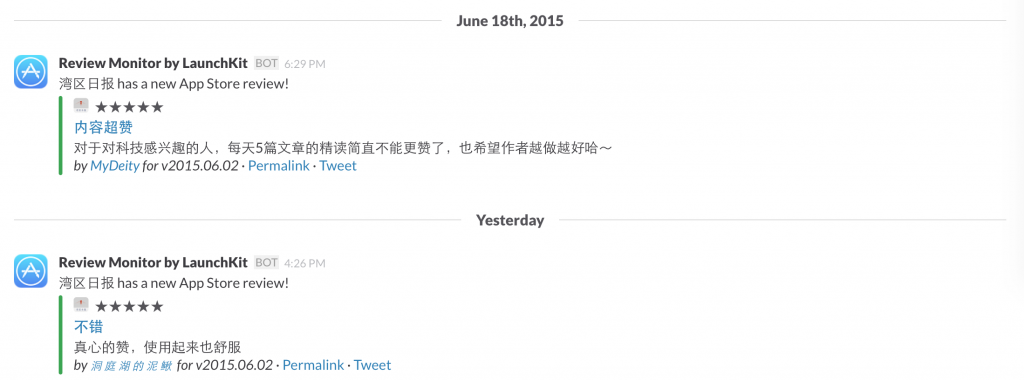 June 18th, 2015
Review Monitor by LaunchKit BOT 6:29 PM
湾区日报 has a new App Store review!
★★★★★
内容超赞
对于对科技感兴趣的人，每天5篇文章的精读简直不能更赞了，也希望作者越做越好哈～
by MyDeity for v2015.06.02 · Permalink · Tweet
Yesterday
Review Monitor by LaunchKit BOT 4:26 PM
湾区日报 has a new App Store review!
★★★★★
不错
真心的赞，使用起来也舒服
by 洞庭湖的泥鳅 for v2015.06.02 · Permalink · Tweet